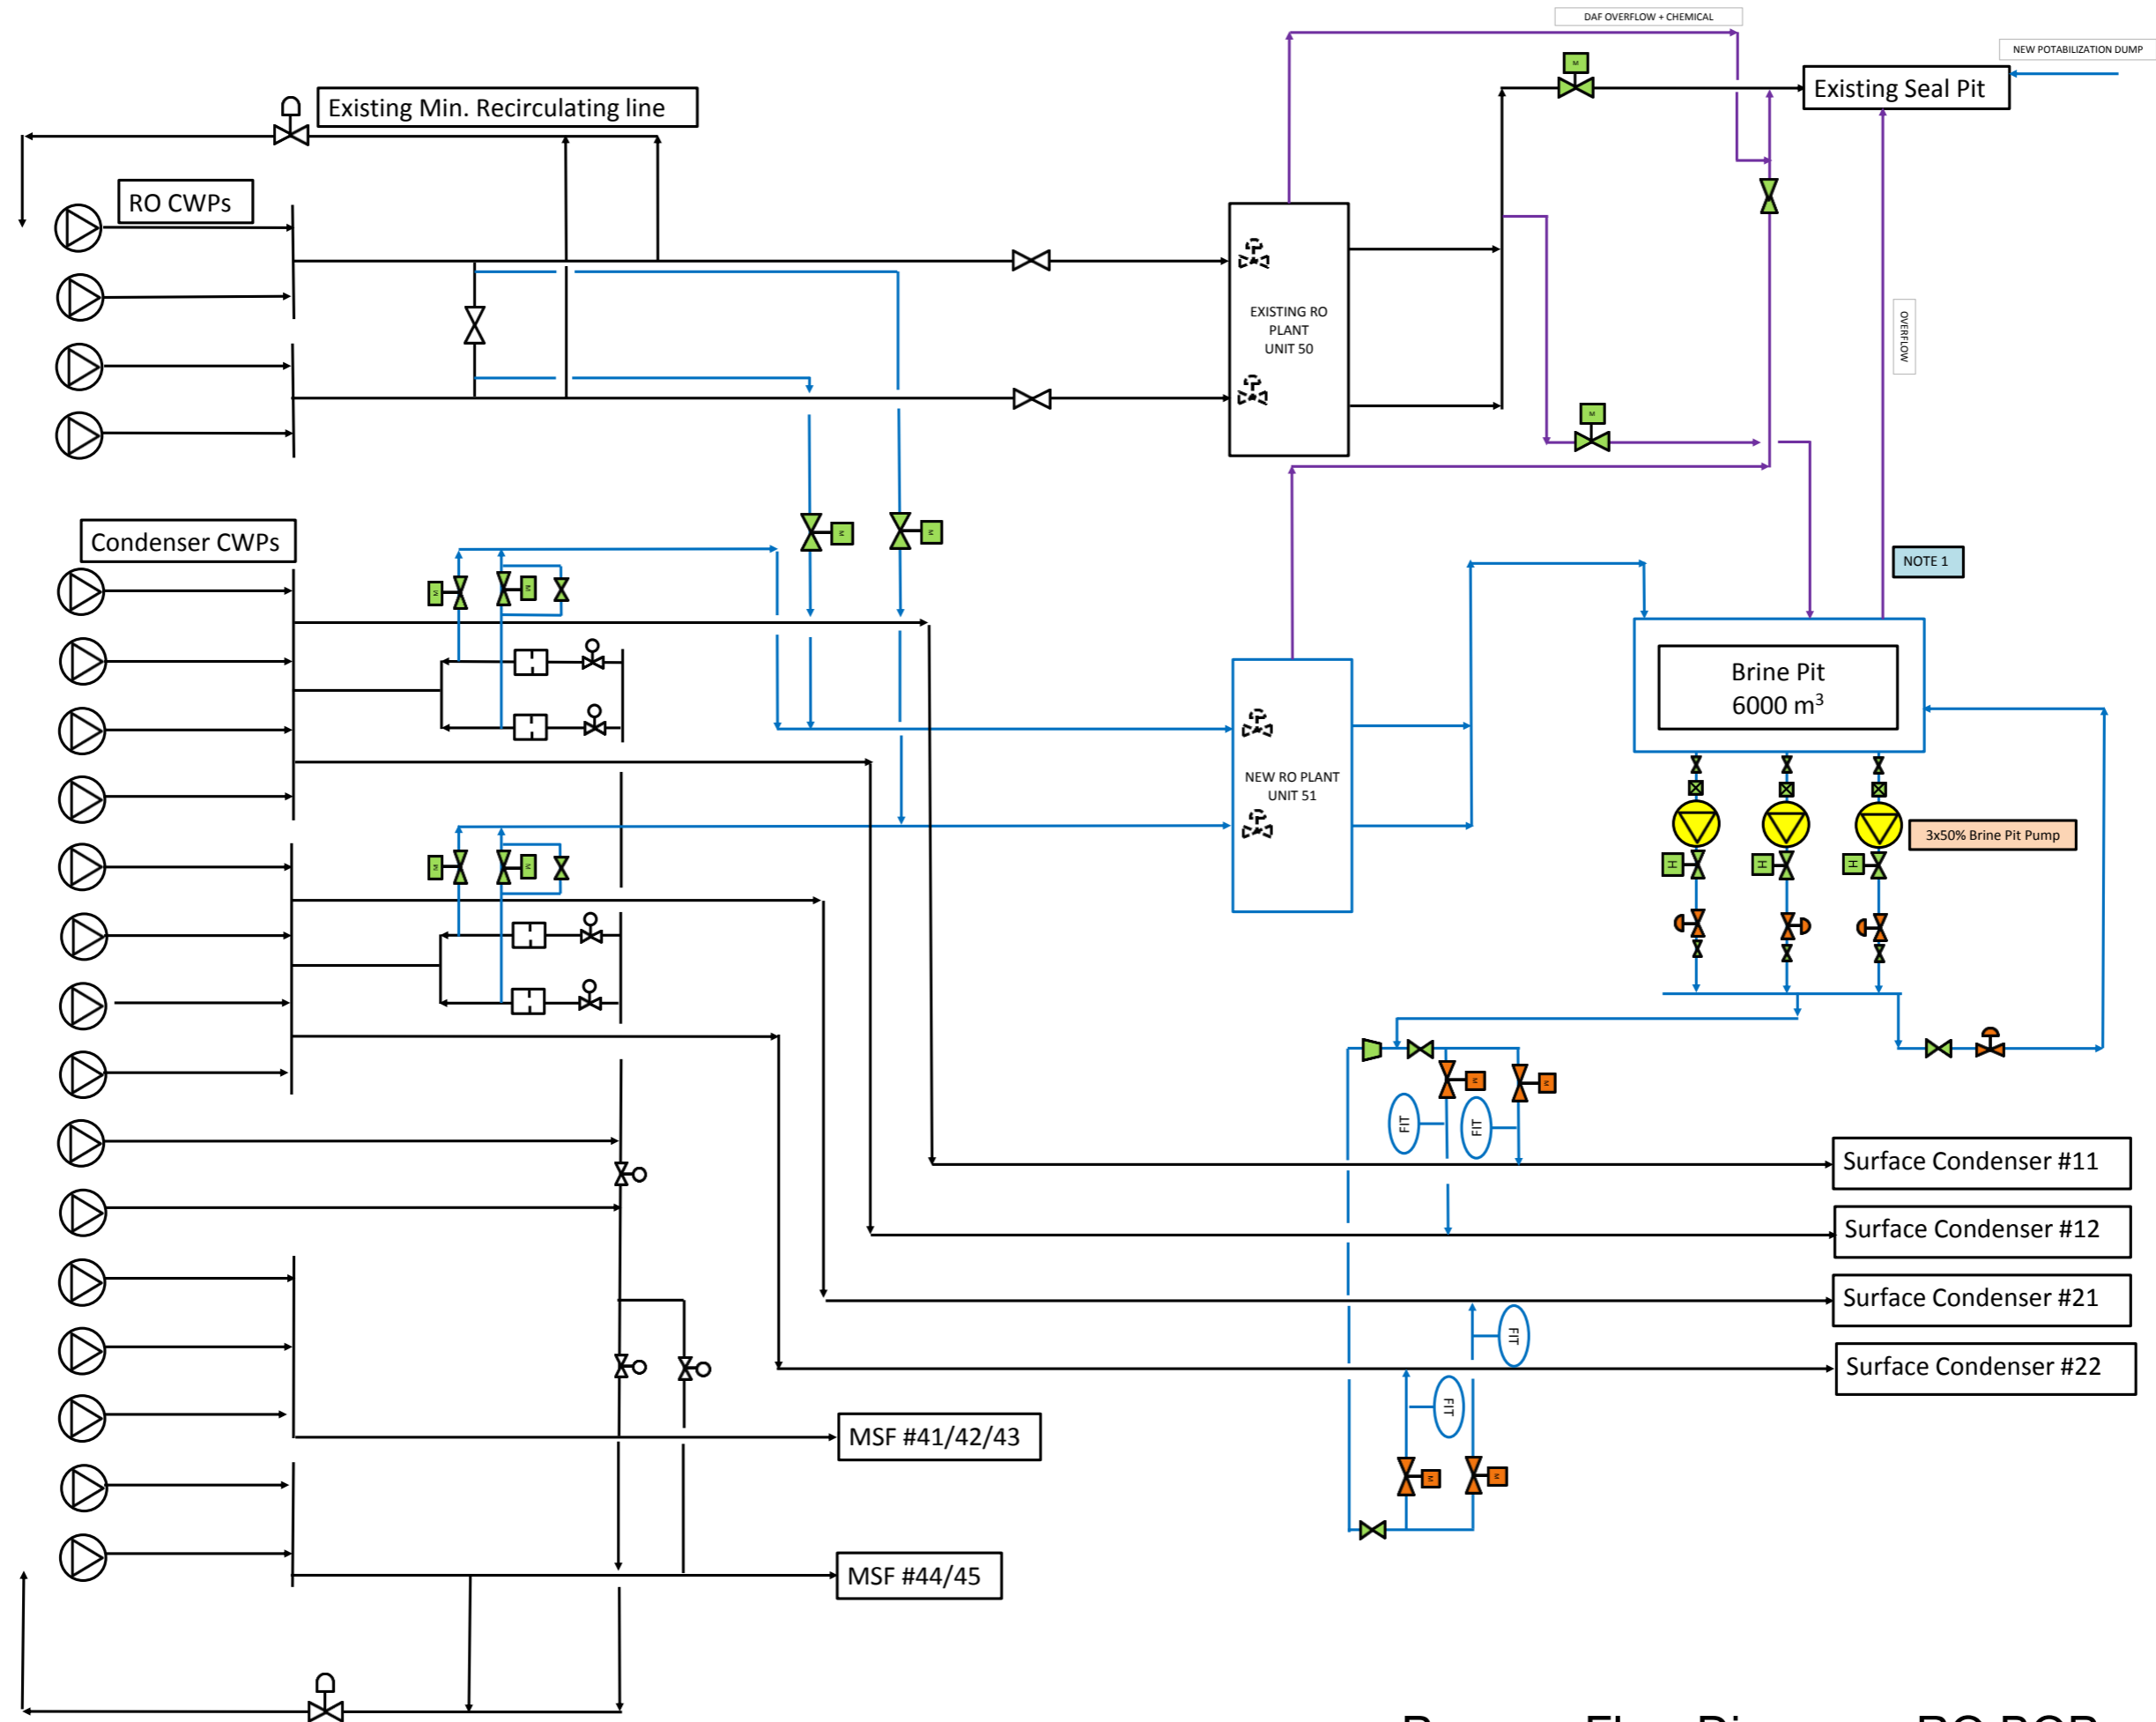 DAF OVERFLOW + CHEMICAL
NEW POTABILIZATION DUMP
M
Existing Seal Pit
Existing Min. Recirculating line
RO CWPs
EXISTING RO
PLANT
UNIT 50
OVERFLOW
M
Condenser CWPs
M
M
NOTE 1
M
M
Brine Pit
6000 m³
NEW RO PLANT
UNIT 51
3x50% Brine Pit Pump
M
M
H
H
H
M
M
FIT
FIT
Surface Condenser #11
Surface Condenser #12
Surface Condenser #21
FIT
Surface Condenser #22
FIT
MSF #41/42/43
M
M
MSF #44/45